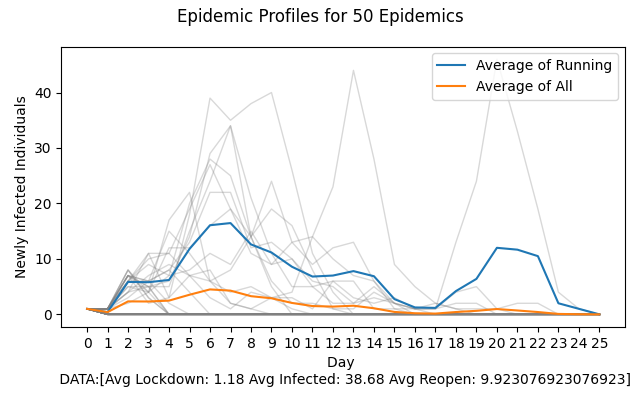 Epidemic Profiles for 50 Epidemics
Average of Running
Average of All
Newly Infected Individuals
40
30
20
10
0
0 1 2 3 4 5 6 7 8 9 10 11 12 13 14 15 16 17 18 19 20 21 22 23 24 25
Day
DATA:[Avg Lockdown: 1.18 Avg Infected: 38.68 Avg Reopen: 9.923076923076923]